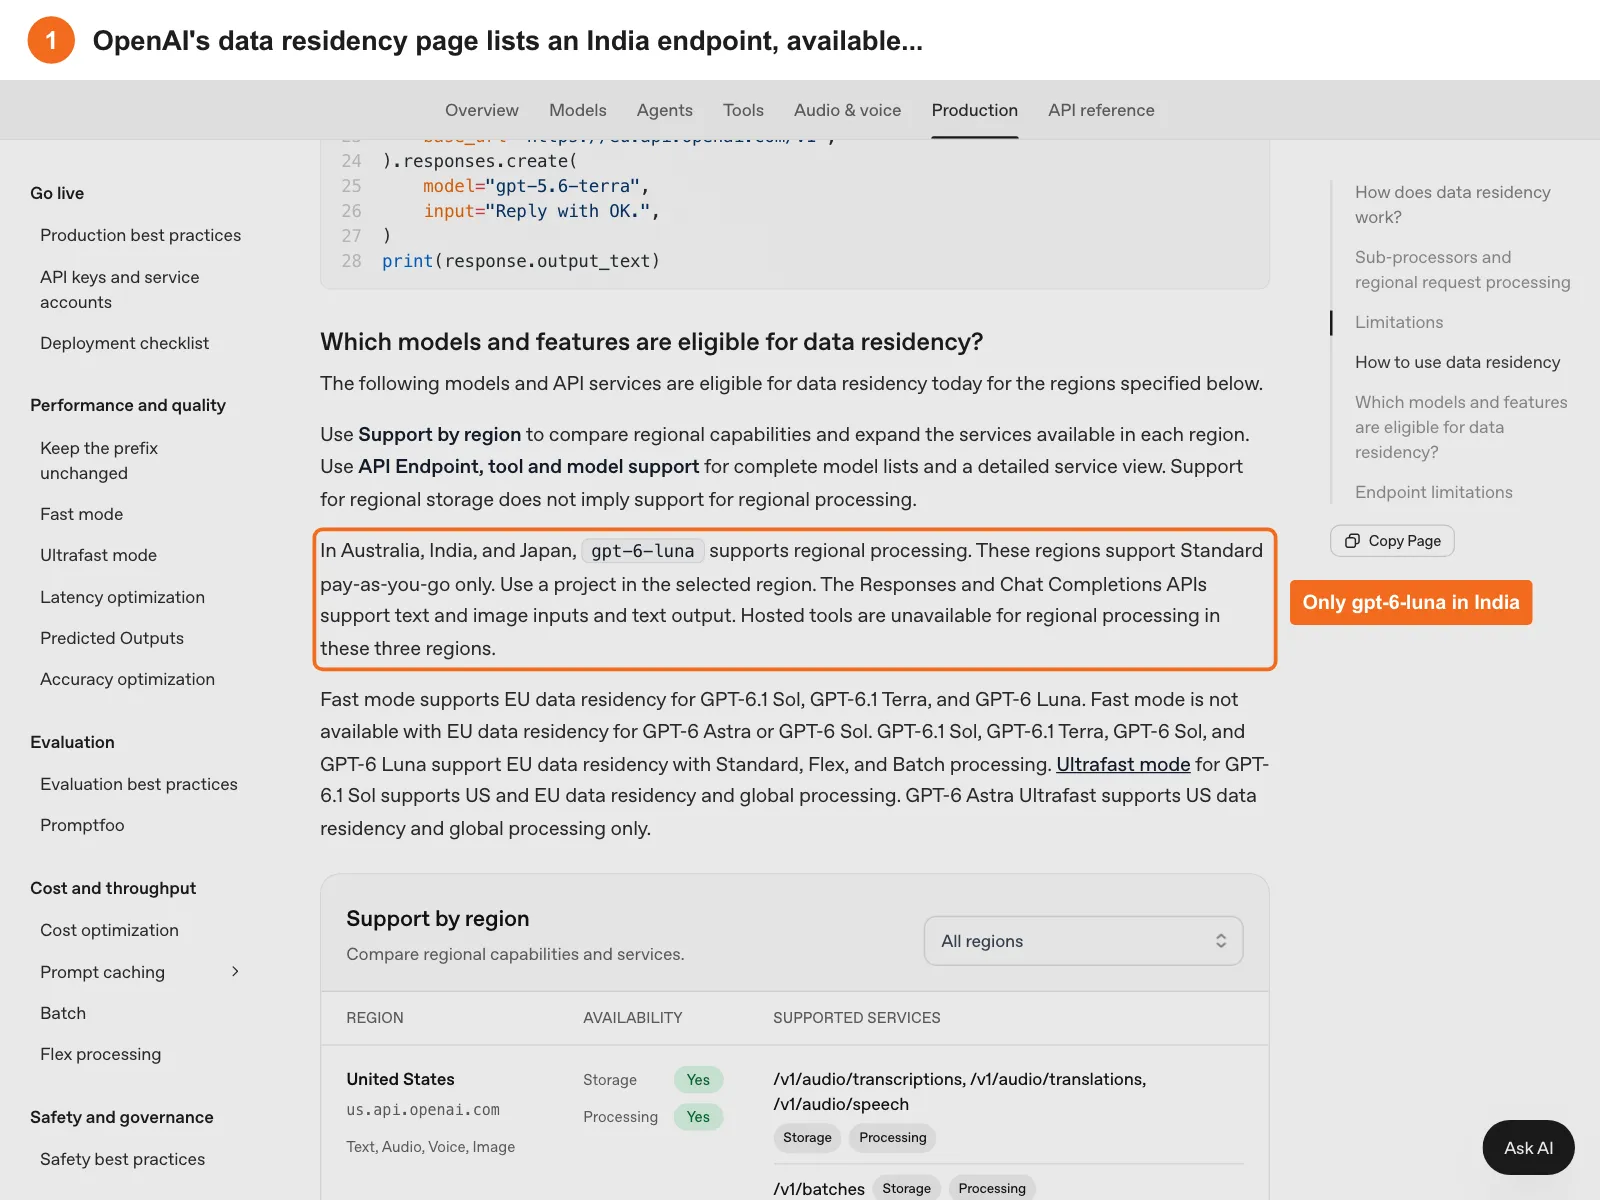 1 OpenAI's data residency page lists an India endpoint, available...
Overview Models Agents Tools Audio & voice Production API reference
Go live
Production best practices
API keys and service
accounts
Deployment checklist
Performance and quality
Keep the prefix
unchanged
Fast mode
Ultrafast mode
Latency optimization
Predicted Outputs
Accuracy optimization
Evaluation
Evaluation best practices
Promptfoo
Cost and throughput
Cost optimization
Prompt caching
Batch
Flex processing
Safety and governance
Safety best practices
24 ).responses.create(
25 model="gpt-5.6-terra",
26 input="Reply with OK.",
27 )
28 print(response.output_text)
Which models and features are eligible for data residency?
The following models and API services are eligible for data residency today for the regions specified below.
Use Support by region to compare regional capabilities and expand the services available in each region.
Use API Endpoint, tool and model support for complete model lists and a detailed service view. Support
for regional storage does not imply support for regional processing.
In Australia, India, and Japan, gpt-6-luna supports regional processing. These regions support Standard
pay-as-you-go only. Use a project in the selected region. The Responses and Chat Completions APIs
support text and image inputs and text output. Hosted tools are unavailable for regional processing in
these three regions.
Fast mode supports EU data residency for GPT-6.1 Sol, GPT-6.1 Terra, and GPT-6 Luna. Fast mode is not
available with EU data residency for GPT-6 Astra or GPT-6 Sol. GPT-6.1 Sol, GPT-6.1 Terra, GPT-6 Sol, and
GPT-6 Luna support EU data residency with Standard, Flex, and Batch processing. Ultrafast mode for GPT-
6.1 Sol supports US and EU data residency and global processing. GPT-6 Astra Ultrafast supports US data
residency and global processing only.
Support by region
Compare regional capabilities and services.
All regions
REGION AVAILABILITY SUPPORTED SERVICES
United States
us.api.openai.com
Text, Audio, Voice, Image
Storage Yes
Processing Yes
/v1/audio/transcriptions, /v1/audio/translations,
/v1/audio/speech
Storage Processing
/v1/batches Storage Processing
How does data residency
work?
Sub-processors and
regional request processing
Limitations
How to use data residency
Which models and features
are eligible for data
residency?
Endpoint limitations
Copy Page
Only gpt-6-luna in India
Ask AI